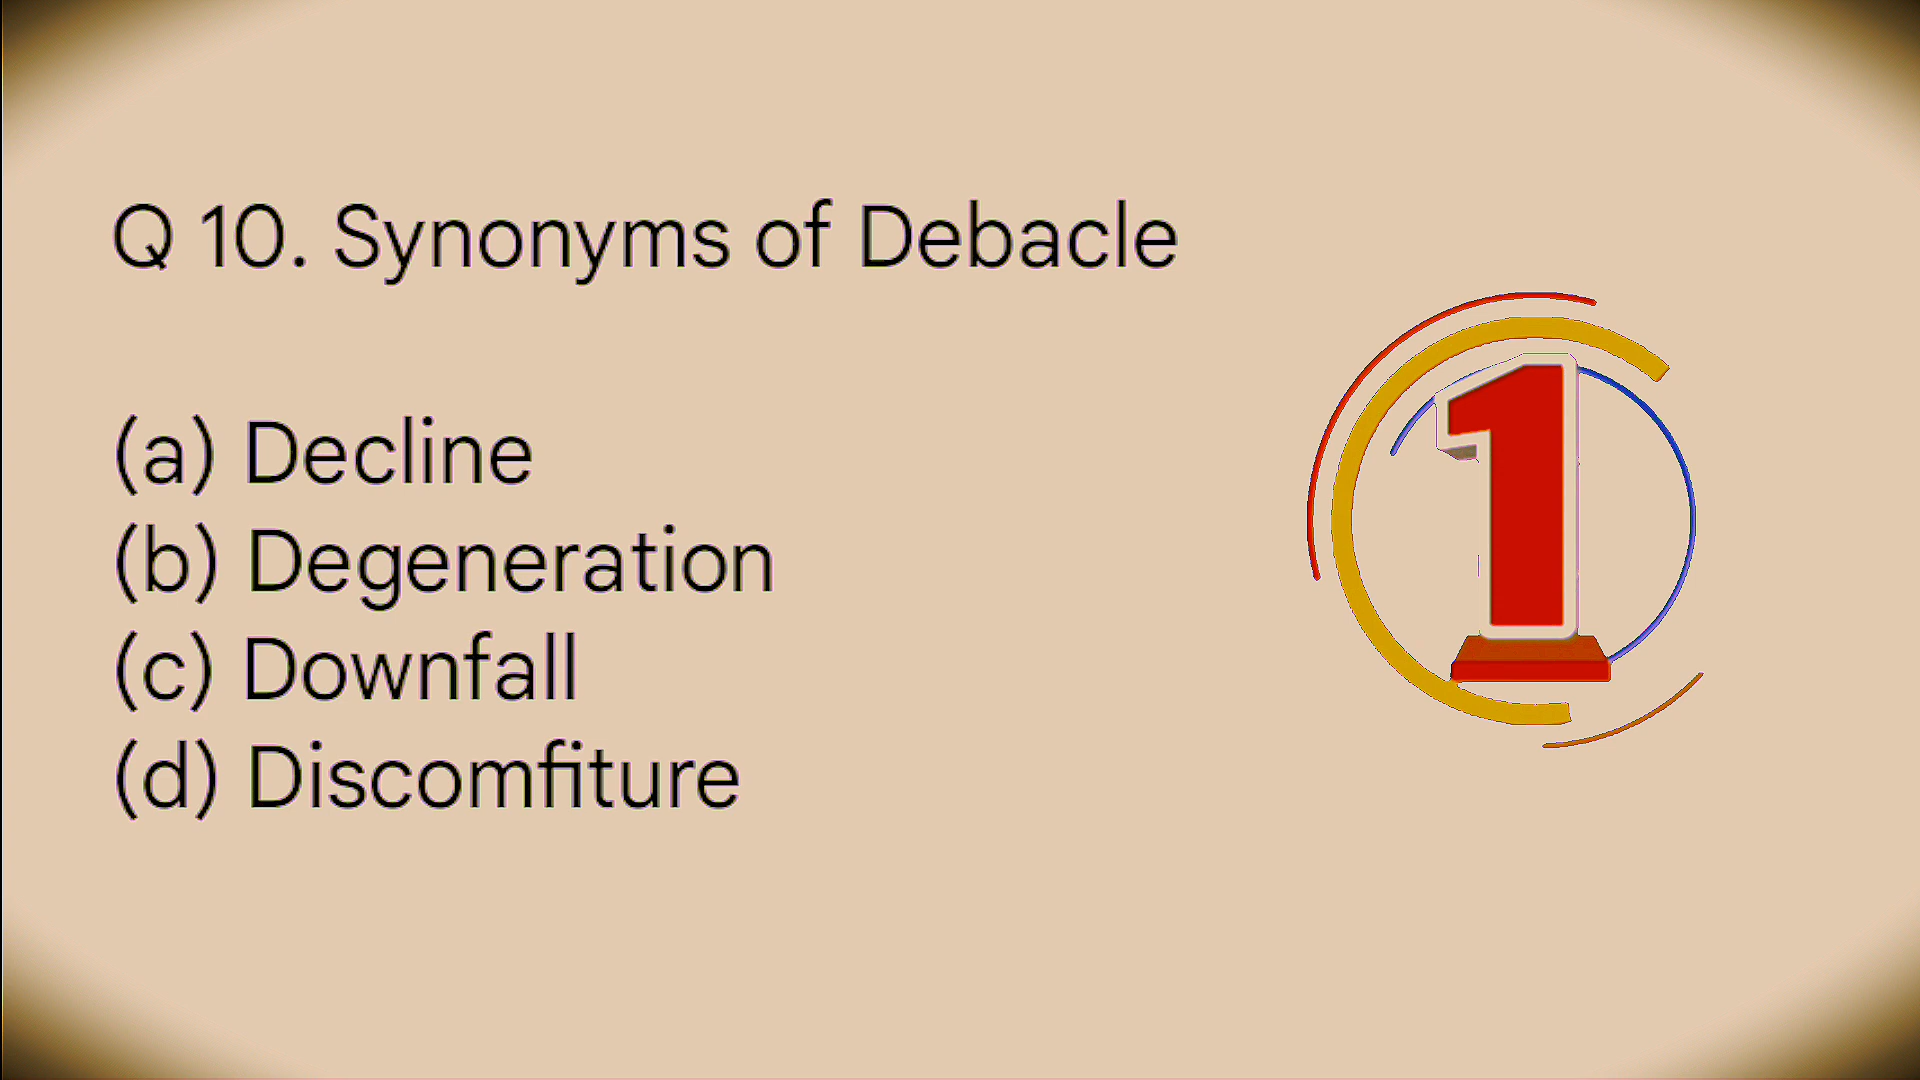 Q 10. Synonyms of Debacle
(a) Decline
(b) Degeneration
(c) Downfall
(d) Discomfiture
1